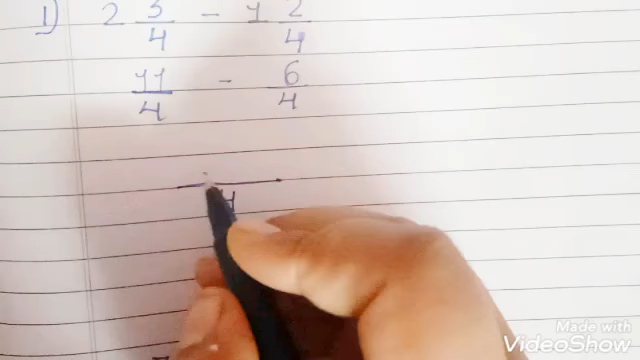 1) 2 3/4 - 1 2/4
11/4 - 6/4
4
Made with
VideoShow